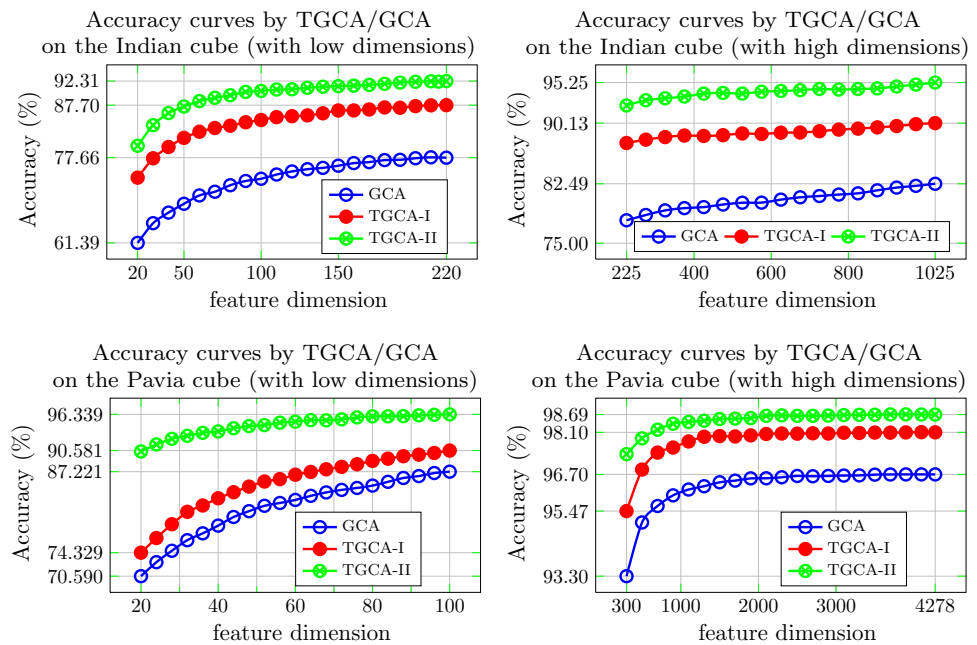 Accuracy curves by TGCA/GCA
on the Indian cube (with low dimensions)
Accuracy (%)
92.31
87.70
77.66
61.39
GCA
TGCA-I
TGCA-II
20 50 100 150 220
feature dimension
Accuracy curves by TGCA/GCA
on the Indian cube (with high dimensions)
Accuracy (%)
95.25
90.13
82.49
75.00
GCA TGCA-I TGCA-II
225 400 600 800 1025
feature dimension
Accuracy curves by TGCA/GCA
on the Pavia cube (with low dimensions)
Accuracy (%)
96.339
90.581
87.221
74.329
70.590
GCA
TGCA-I
TGCA-II
20 40 60 80 100
feature dimension
Accuracy curves by TGCA/GCA
on the Pavia cube (with high dimensions)
Accuracy (%)
98.69
98.10
96.70
95.47
93.30
GCA
TGCA-I
TGCA-II
300 1000 2000 3000 4278
feature dimension